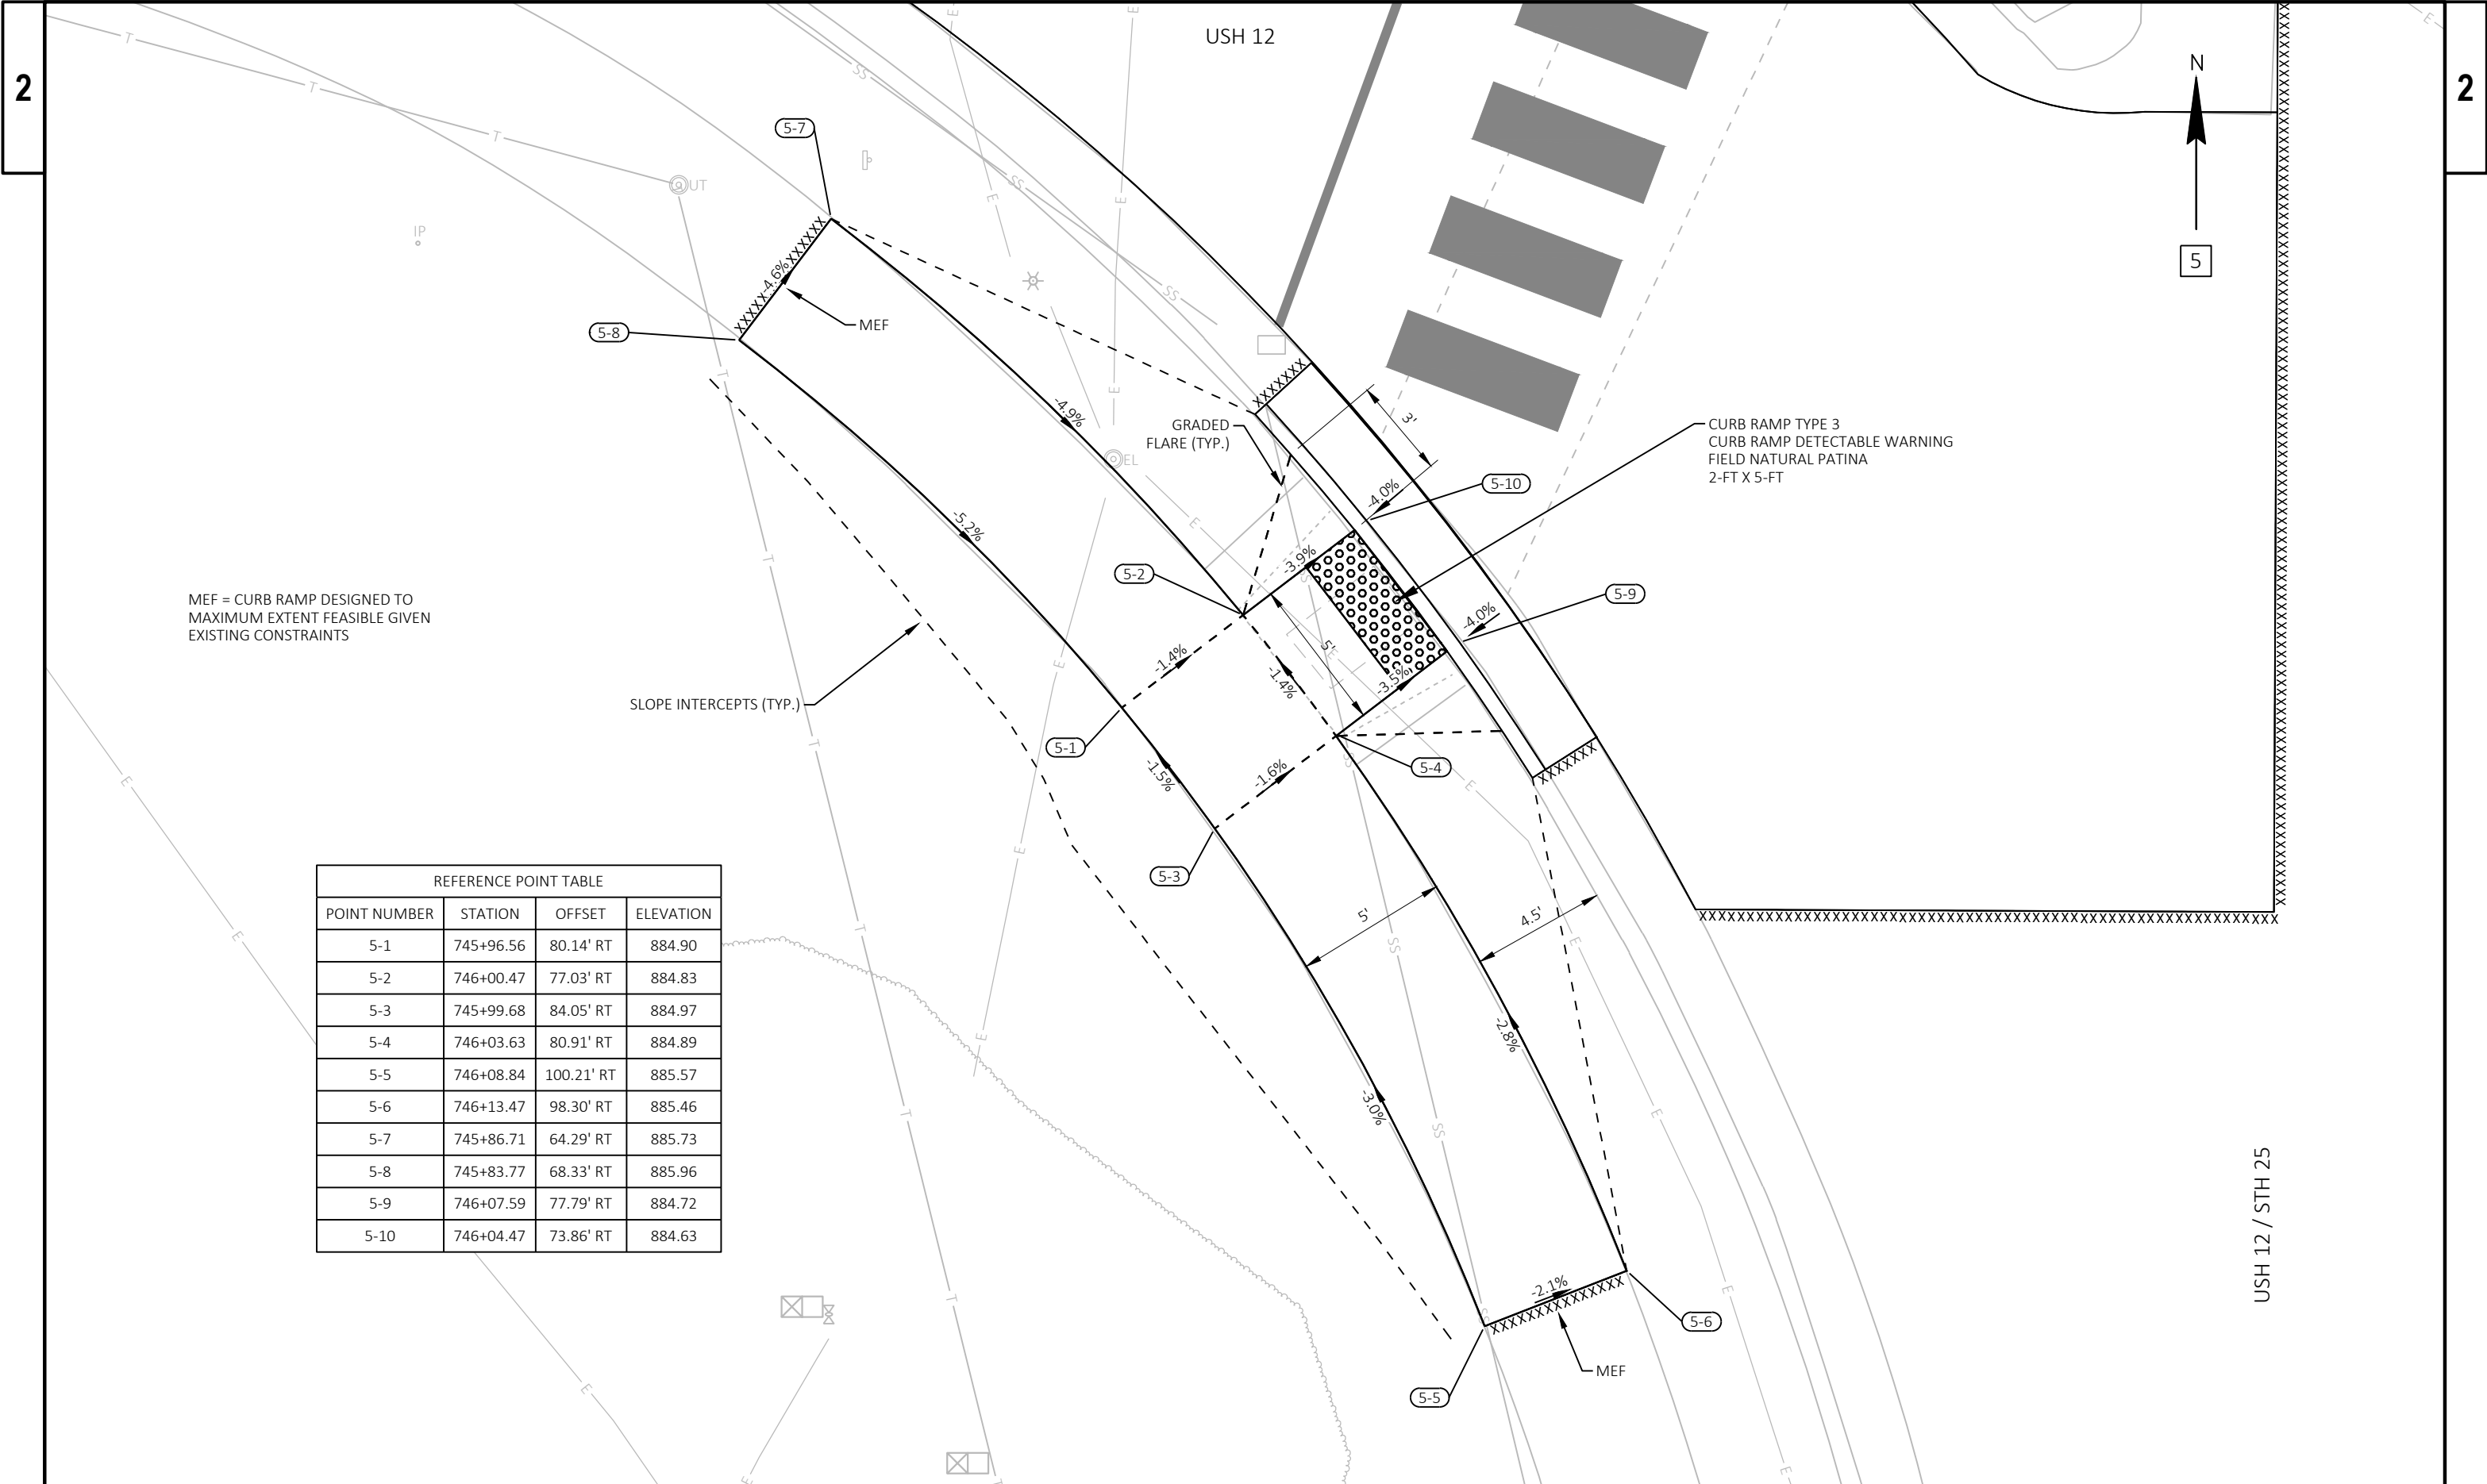 2
2
USH 12
N
5
5-7
UT
IP
-4.6%
MEF
5-8
-4.9%
GRADED
FLARE (TYP.)
EL
3'
CURB RAMP TYPE 3
CURB RAMP DETECTABLE WARNING
FIELD NATURAL PATINA
2-FT X 5-FT
-4.0%
5-10
-5.2%
-3.9%
5-2
5-9
-4.0%
MEF = CURB RAMP DESIGNED TO
MAXIMUM EXTENT FEASIBLE GIVEN
EXISTING CONSTRAINTS
5'
-1.4%
-1.4%
-3.5%
SLOPE INTERCEPTS (TYP.)
5-1
-1.5%
-1.6%
5-4
5-3
5'
4.5'
REFERENCE POINT TABLE
POINT NUMBER STATION OFFSET ELEVATION
5-1 745+96.56 80.14' RT 884.90
5-2 746+00.47 77.03' RT 884.83
5-3 745+99.68 84.05' RT 884.97
5-4 746+03.63 80.91' RT 884.89
5-5 746+08.84 100.21' RT 885.57
5-6 746+13.47 98.30' RT 885.46
5-7 745+86.71 64.29' RT 885.73
5-8 745+83.77 68.33' RT 885.96
5-9 746+07.59 77.79' RT 884.72
5-10 746+04.47 73.86' RT 884.63
-2.8%
-3.0%
USH 12 / STH 25
-2.1%
5-6
MEF
5-5